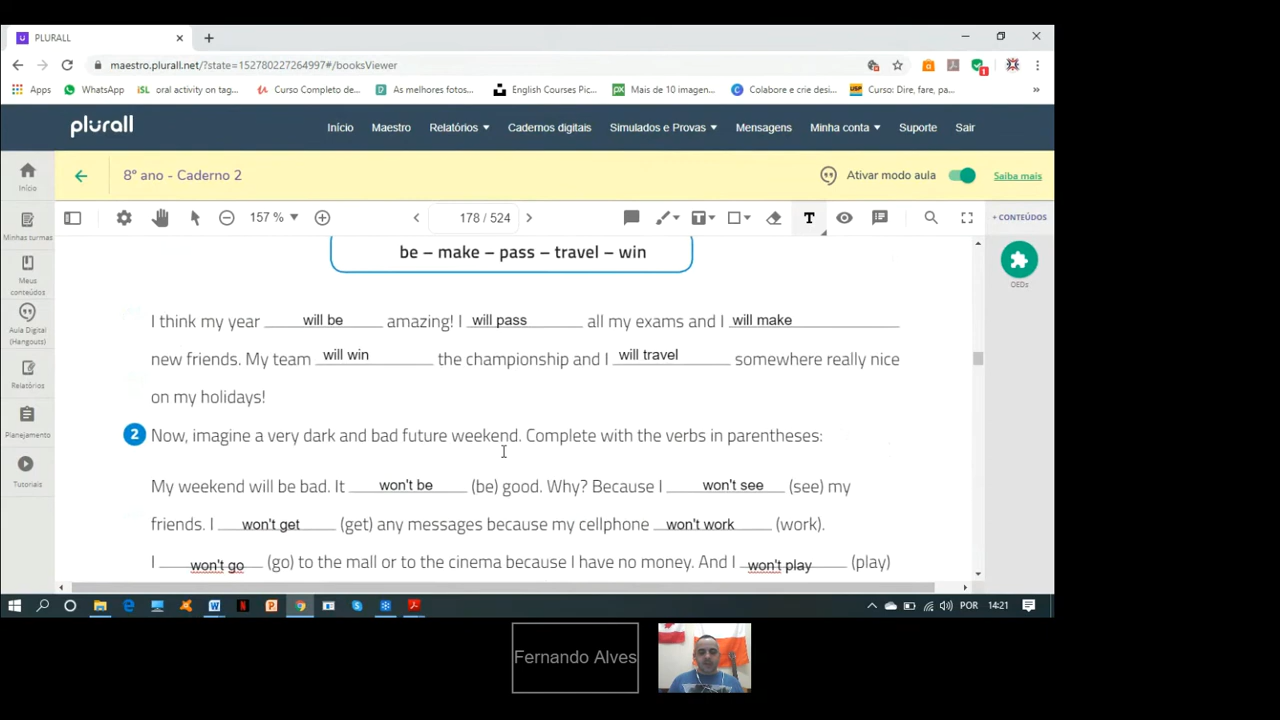 PLURALL
maestro.plurall.net/?state=152780227264997#/booksViewer
Apps WhatsApp oral activity on tag... Curso Completo de... As melhores fotos... English Courses Pic... Mais de 10 imagen... Colabore e crie desi... Curso: Dire, fare, pa...
plurall Início Maestro Relatórios Cadernos digitais Simulados e Provas Mensagens Minha conta Suporte Sair
8º ano - Caderno 2 Ativar modo aula Saiba mais
157 % 178 / 524 T + CONTEÚDOS
Início
Minhas turmas
Meus conteúdos
Aula Digital (Hangouts)
Relatórios
Planejamento
Tutoriais
OEDs
be – make – pass – travel – win
I think my year will be amazing! I will pass all my exams and I will make
new friends. My team will win the championship and I will travel somewhere really nice
on my holidays!
2 Now, imagine a very dark and bad future weekend. Complete with the verbs in parentheses:
My weekend will be bad. It won't be (be) good. Why? Because I won't see (see) my
friends. I won't get (get) any messages because my cellphone won't work (work).
I won't go (go) to the mall or to the cinema because I have no money. And I won't play (play)
POR 14:21
Fernando Alves